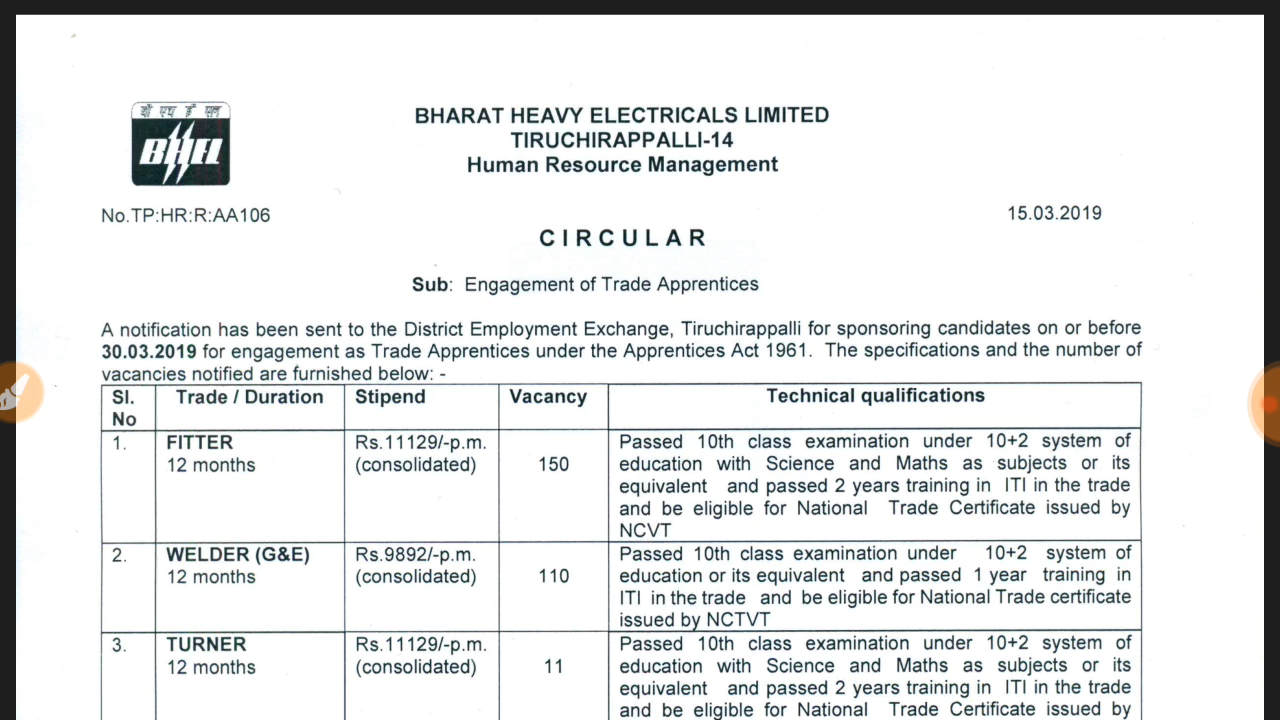 बी एच ई एल
BHEL
BHARAT HEAVY ELECTRICALS LIMITED
TIRUCHIRAPPALLI-14
Human Resource Management
No.TP:HR:R:AA106
15.03.2019
CIRCULAR
Sub: Engagement of Trade Apprentices
A notification has been sent to the District Employment Exchange, Tiruchirappalli for sponsoring candidates on or before
30.03.2019 for engagement as Trade Apprentices under the Apprentices Act 1961. The specifications and the number of
vacancies notified are furnished below: -
Sl. Trade / Duration Stipend Vacancy Technical qualifications
No
1. FITTER Rs.11129/-p.m. Passed 10th class examination under 10+2 system of
12 months (consolidated) 150 education with Science and Maths as subjects or its
equivalent and passed 2 years training in ITI in the trade
and be eligible for National Trade Certificate issued by
NCVT
2. WELDER (G&E) Rs.9892/-p.m. Passed 10th class examination under 10+2 system of
12 months (consolidated) 110 education or its equivalent and passed 1 year training in
ITI in the trade and be eligible for National Trade certificate
issued by NCTVT
3. TURNER Rs.11129/-p.m. Passed 10th class examination under 10+2 system of
12 months (consolidated) 11 education with Science and Maths as subjects or its
equivalent and passed 2 years training in ITI in the trade
and be eligible for National Trade Certificate issued by